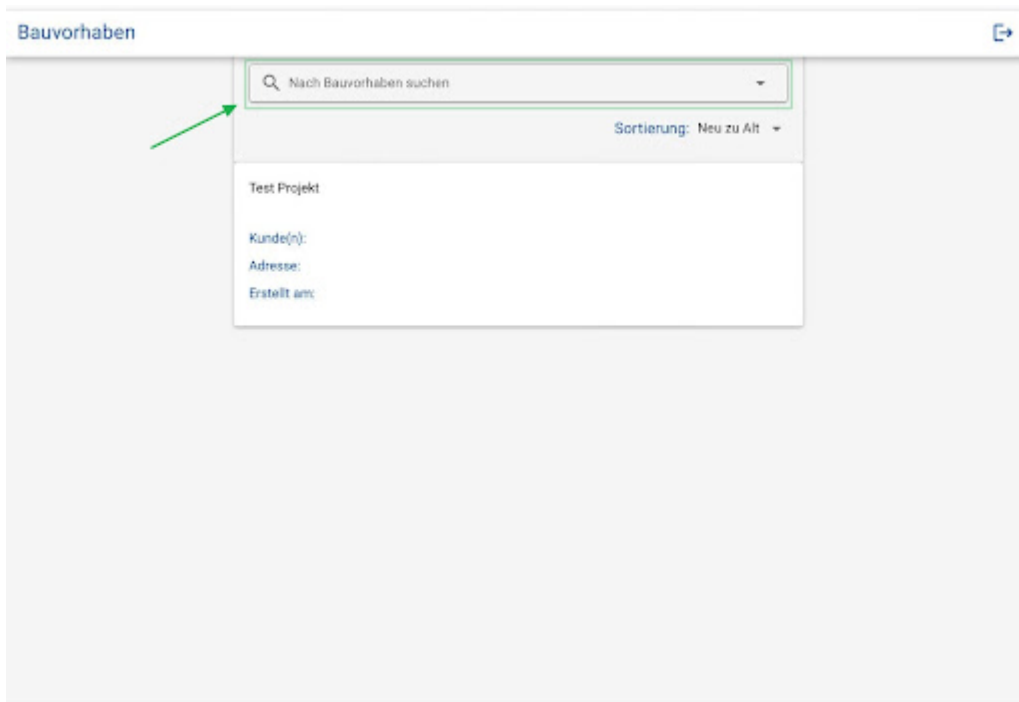 Bauvorhaben
Nach Bauvorhaben suchen
Sortierung: Neu zu Alt
Test Projekt
Kunde(n):
Adresse:
Erstellt am: